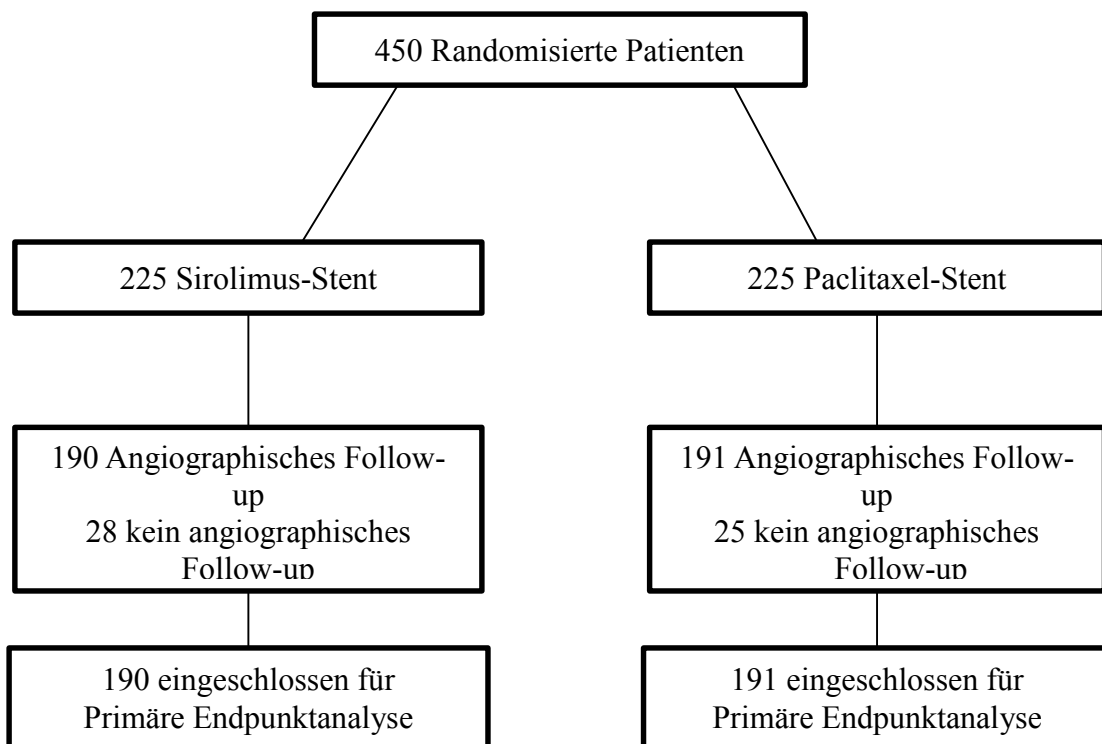 450 Randomisierte Patienten
225 Sirolimus-Stent
225 Paclitaxel-Stent
190 Angiographisches Follow-
up
28 kein angiographisches
Follow-up
191 Angiographisches Follow-
up
25 kein angiographisches
Follow-up
190 eingeschlossen für
Primäre Endpunktanalyse
191 eingeschlossen für
Primäre Endpunktanalyse